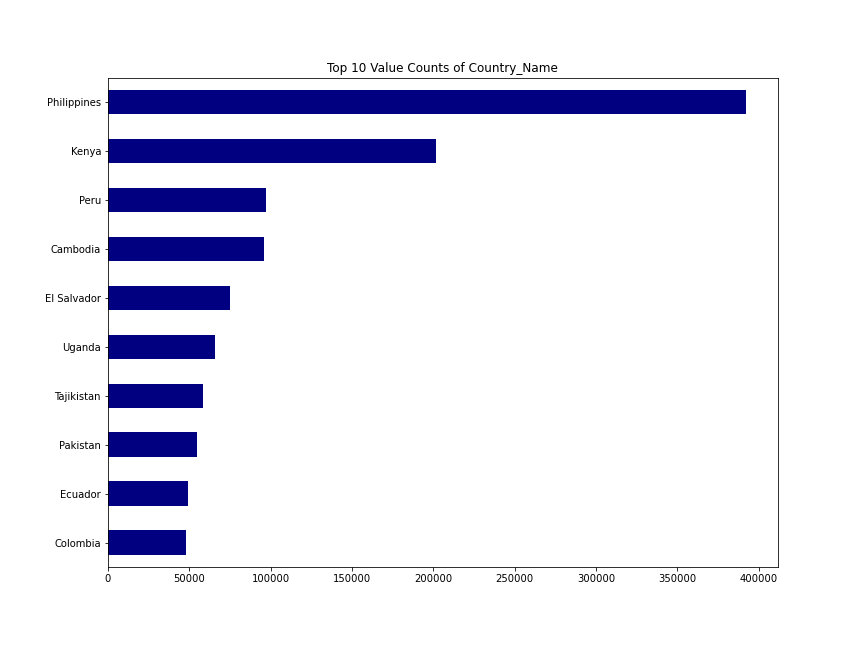 Top 10 Value Counts of Country_Name
Philippines
Kenya
Peru
Cambodia
El Salvador
Uganda
Tajikistan
Pakistan
Ecuador
Colombia
0 50000 100000 150000 200000 250000 300000 350000 400000